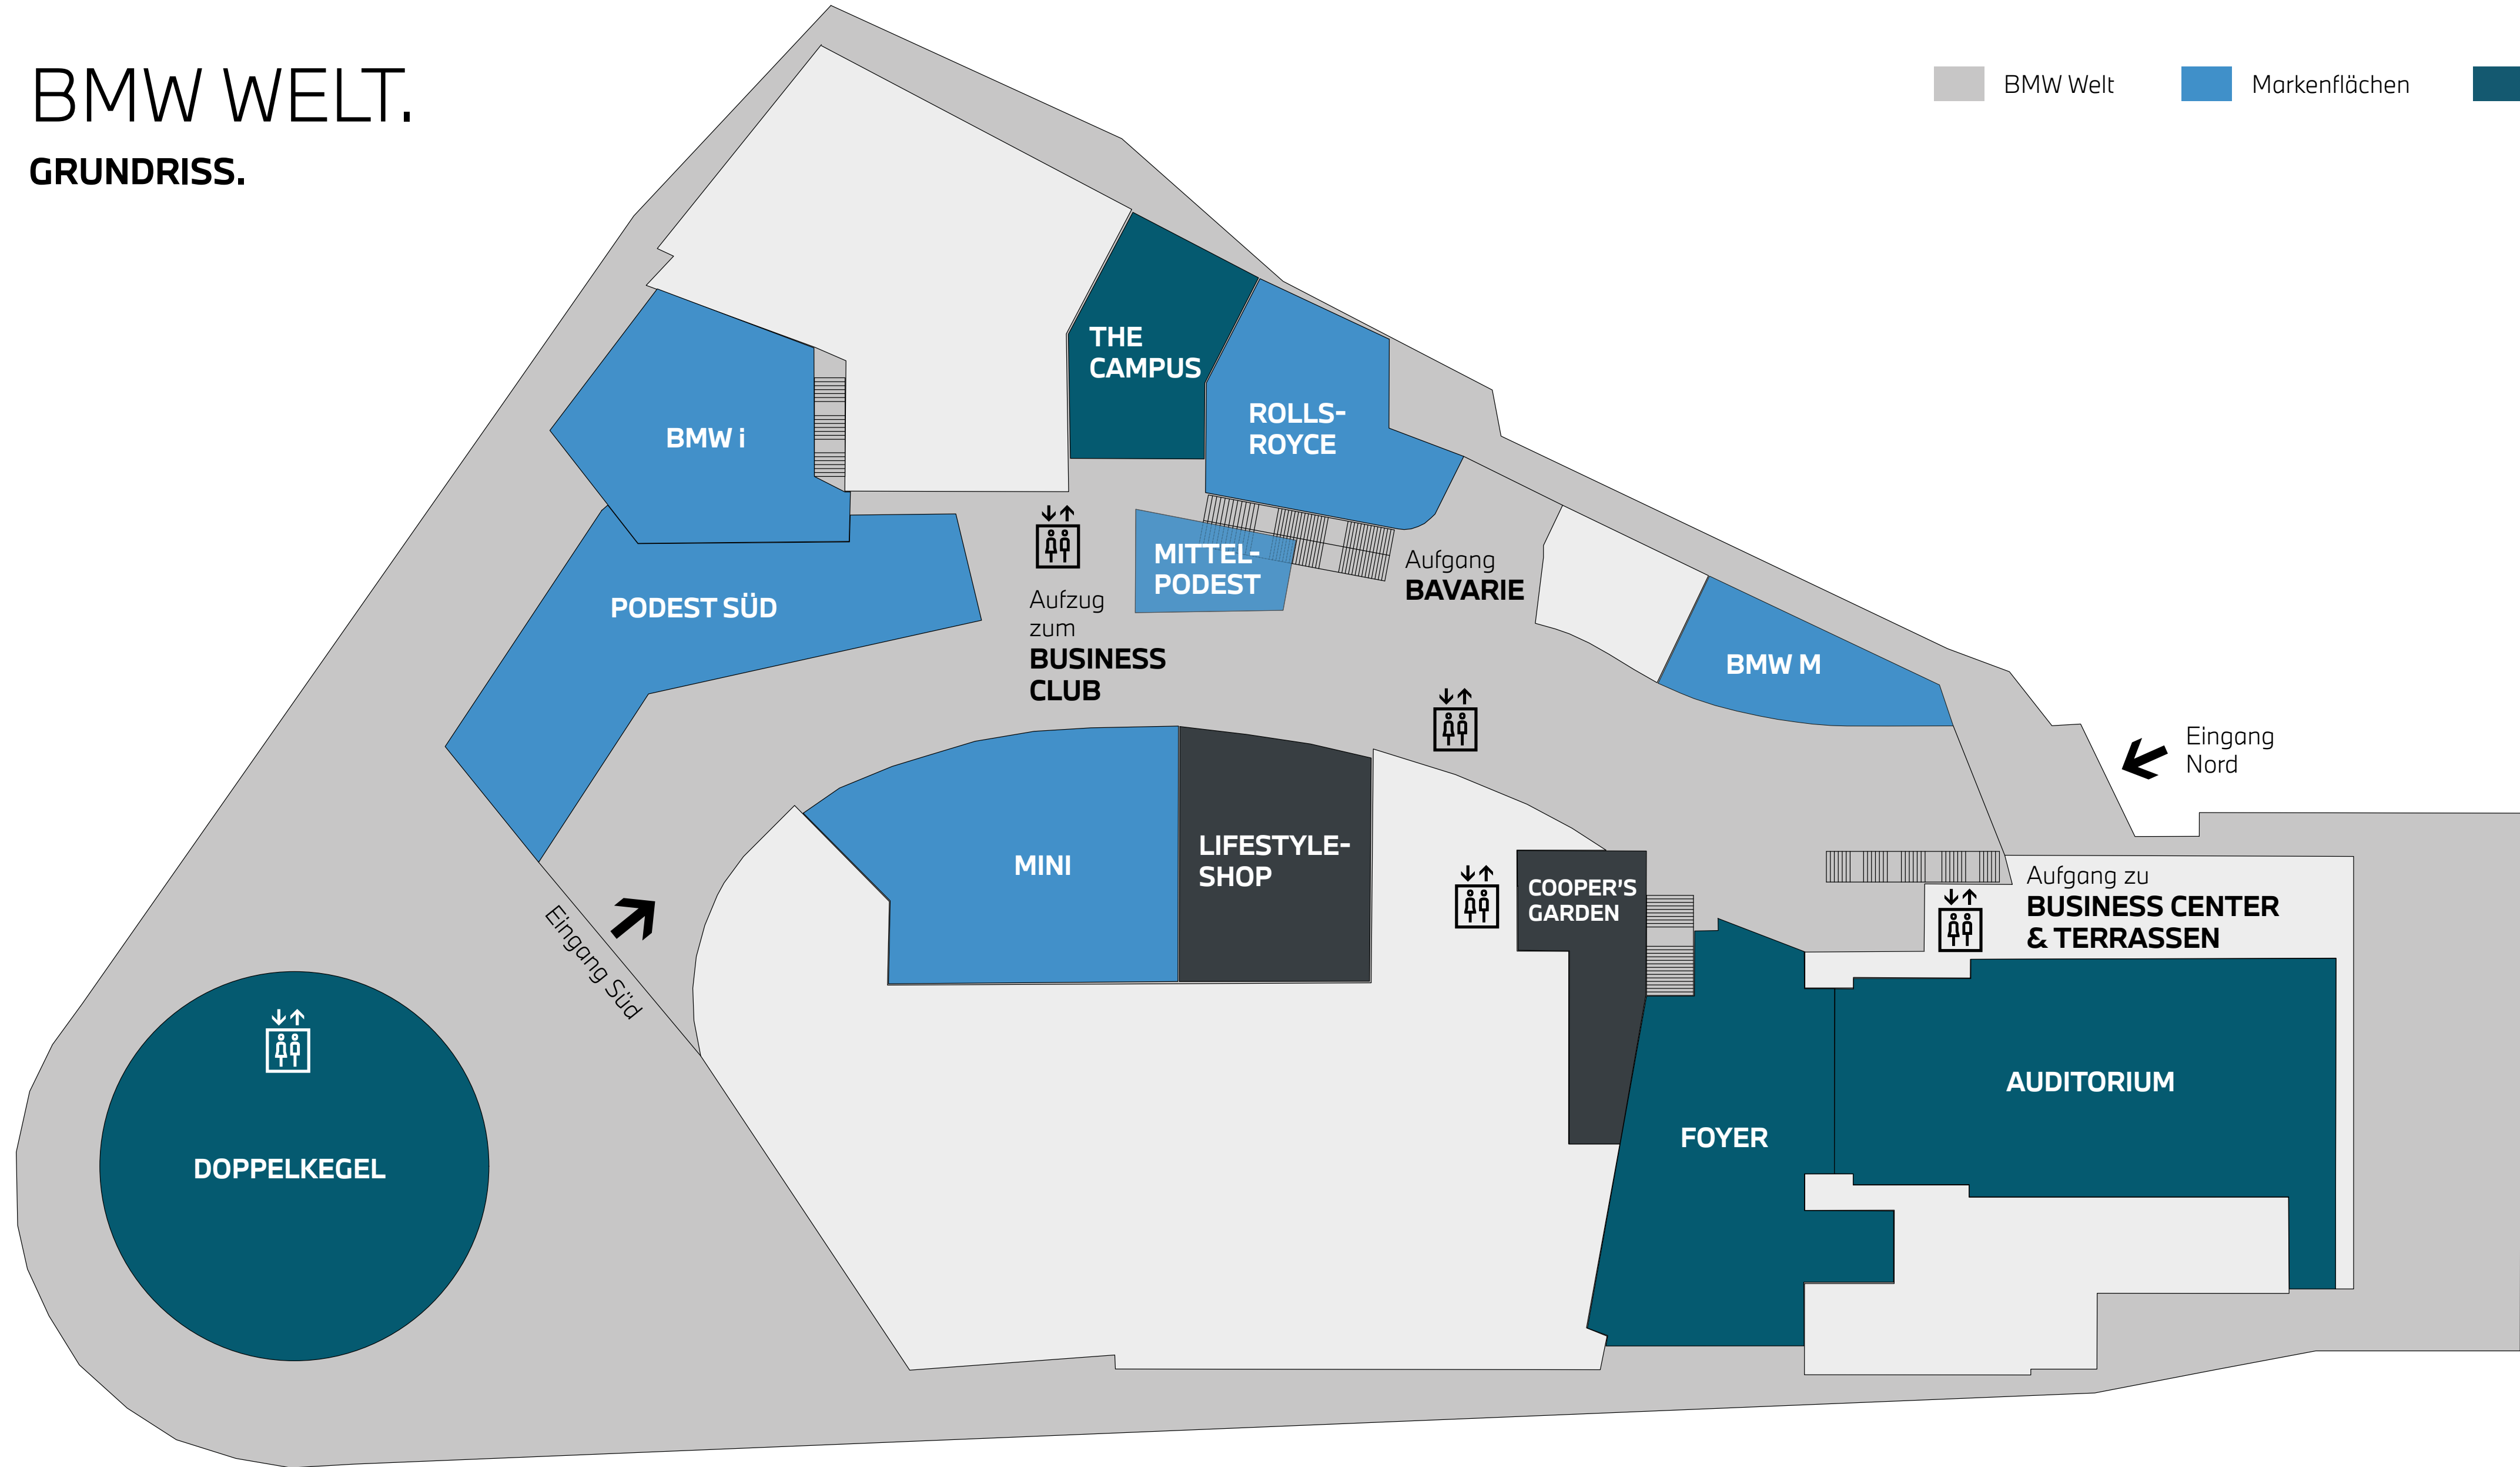 BMW WELT.
GRUNDRISS.
BMW Welt
Markenflächen
THE
CAMPUS
ROLLS-
ROYCE
BMW i
MITTEL-
PODEST
Aufgang
BAVARIE
PODEST SÜD
Aufzug
zum
BUSINESS
CLUB
BMW M
Eingang
Nord
MINI
LIFESTYLE-
SHOP
COOPER'S
GARDEN
Aufgang zu
BUSINESS CENTER
& TERRASSEN
Eingang Süd
AUDITORIUM
FOYER
DOPPELKEGEL